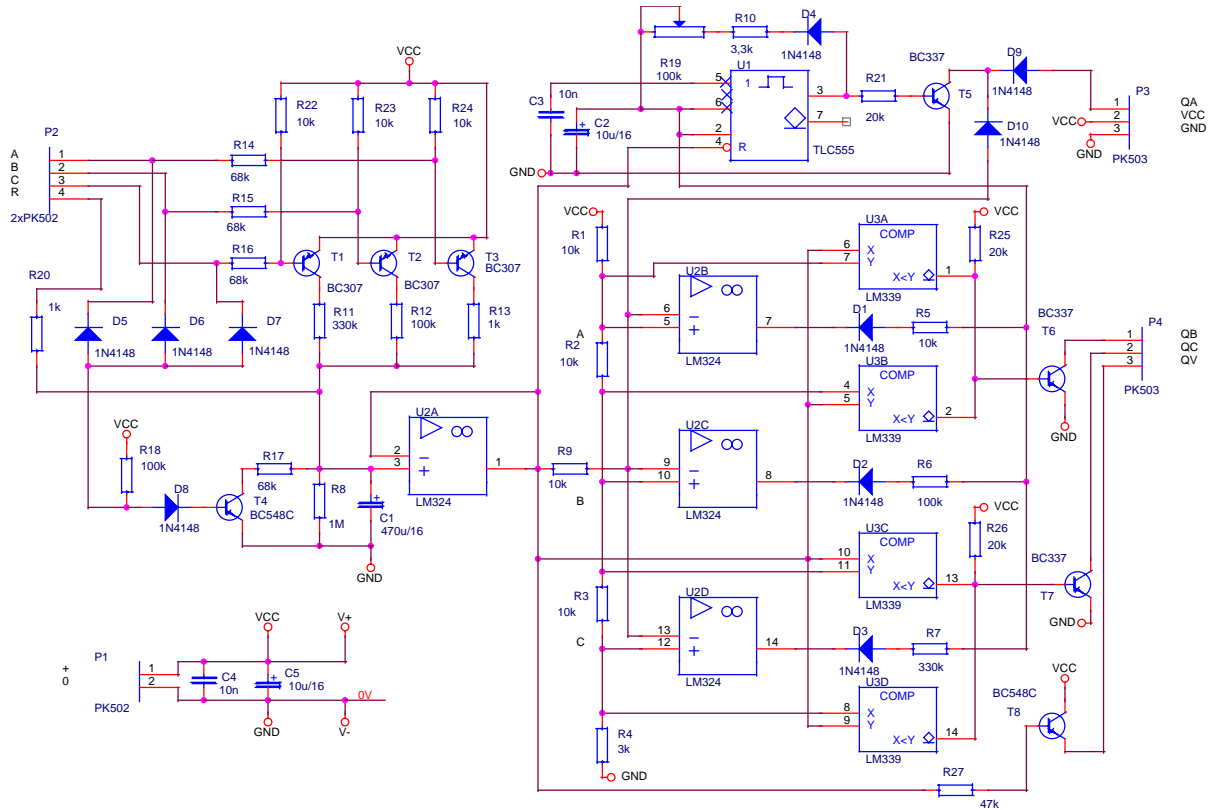 VCC
R22
10k
R23
10k
R24
10k
P2
A
B
C
R
1
2
3
4
2xPK502
R14
68k
R15
68k
R16
68k
R20
1k
D5
1N4148
D6
1N4148
D7
1N4148
T1
BC307
T2
BC307
T3
BC307
R11
330k
R12
100k
R13
1k
VCC
R18
100k
D8
1N4148
R17
68k
T4
BC548C
R8
1M
C1
470u/16
GND
U2A
2
3
1
LM324
R9
10k
P1
+
0
1
2
PK502
VCC
V+
C4
10n
C5
10u/16
0V
GND
V-
R19
100k
R10
3,3k
D4
1N4148
U1
5
1
6
2
4
R
3
7
TLC555
C3
10n
C2
10u/16
GND
R21
20k
BC337
T5
D9
1N4148
D10
1N4148
P3
1
2
3
VCC
GND
PK503
QA
VCC
GND
VCC
R1
10k
A
R2
10k
B
R3
10k
C
R4
3k
GND
U2B
6
5
7
LM324
U2C
9
10
8
LM324
U2D
13
12
14
LM324
U3A
COMP
6
X
7
Y
X<Y
1
LM339
D1
1N4148
R5
10k
U3B
COMP
4
X
5
Y
X<Y
2
LM339
D2
1N4148
R6
100k
U3C
COMP
10
X
11
Y
X<Y
13
LM339
D3
1N4148
R7
330k
U3D
COMP
8
X
9
Y
X<Y
14
LM339
VCC
R25
20k
BC337
T6
GND
P4
1
2
3
PK503
QB
QC
QV
VCC
R26
20k
BC337
T7
GND
VCC
BC548C
T8
R27
47k